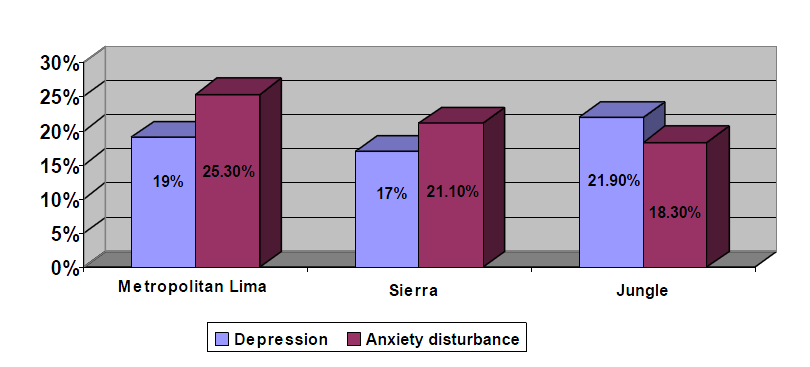 30%
25%
20%
15%
10%
5%
0%
19%
25.30%
17%
21.10%
21.90%
18.30%
Metropolitan Lima
Sierra
Jungle
Depression
Anxiety disturbance